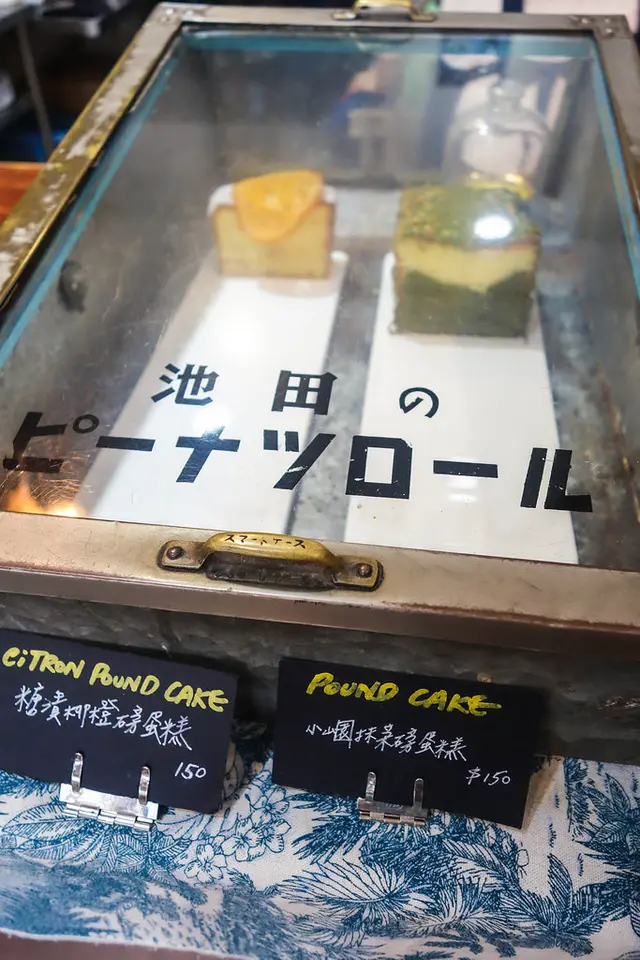 池田の
ピーナツロール
スマートケース
CiTRON POUND CAKE
糖漬柳橙磅蛋糕
150
POUND CAKE
小山園抹茶磅蛋糕
$150